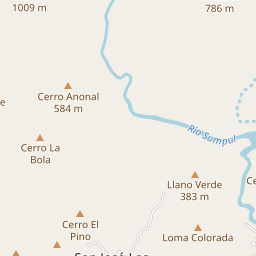 1009 m
786 m
Cerro Anonal
584 m
Río Sumpul
Cerro La
Bola
Llano Verde
383 m
Cerro El
Pino
Loma Colorada